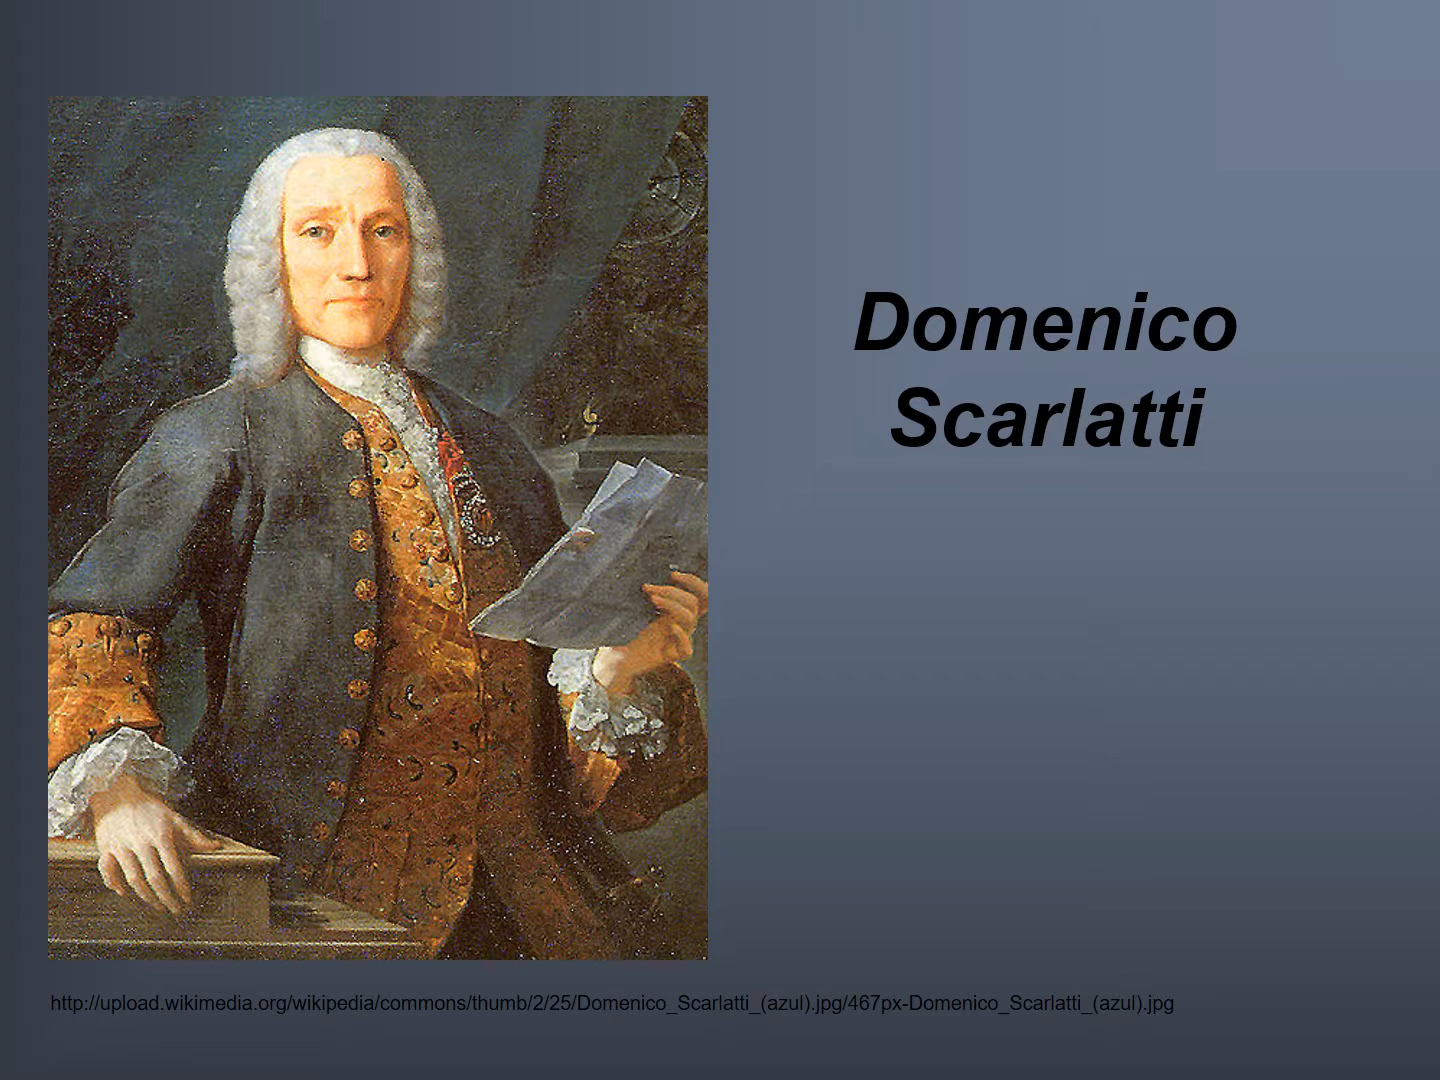 Domenico
Scarlatti
http://upload.wikimedia.org/wikipedia/commons/thumb/2/25/Domenico_Scarlatti_(azul).jpg/467px-Domenico_Scarlatti_(azul).jpg